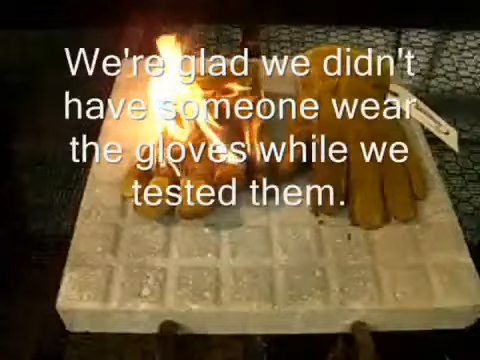 We're glad we didn't
have someone wear
the gloves while we
tested them.